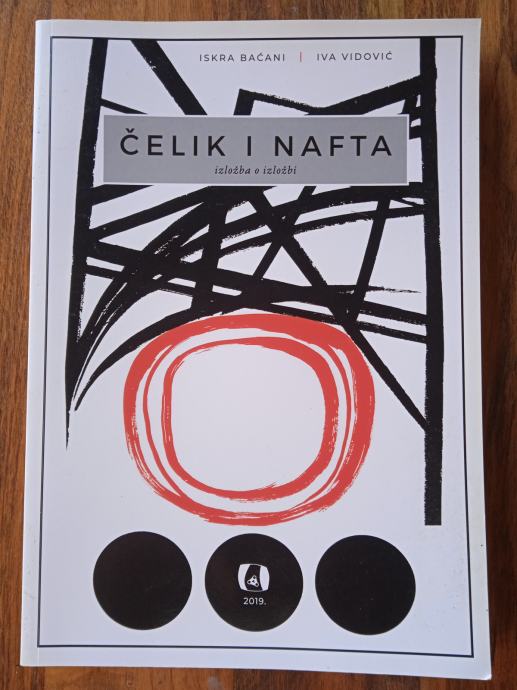 ISKRA BAĆANI | IVA VIDOVIĆ
ČELIK I NAFTA
izložba o izložbi
2019.